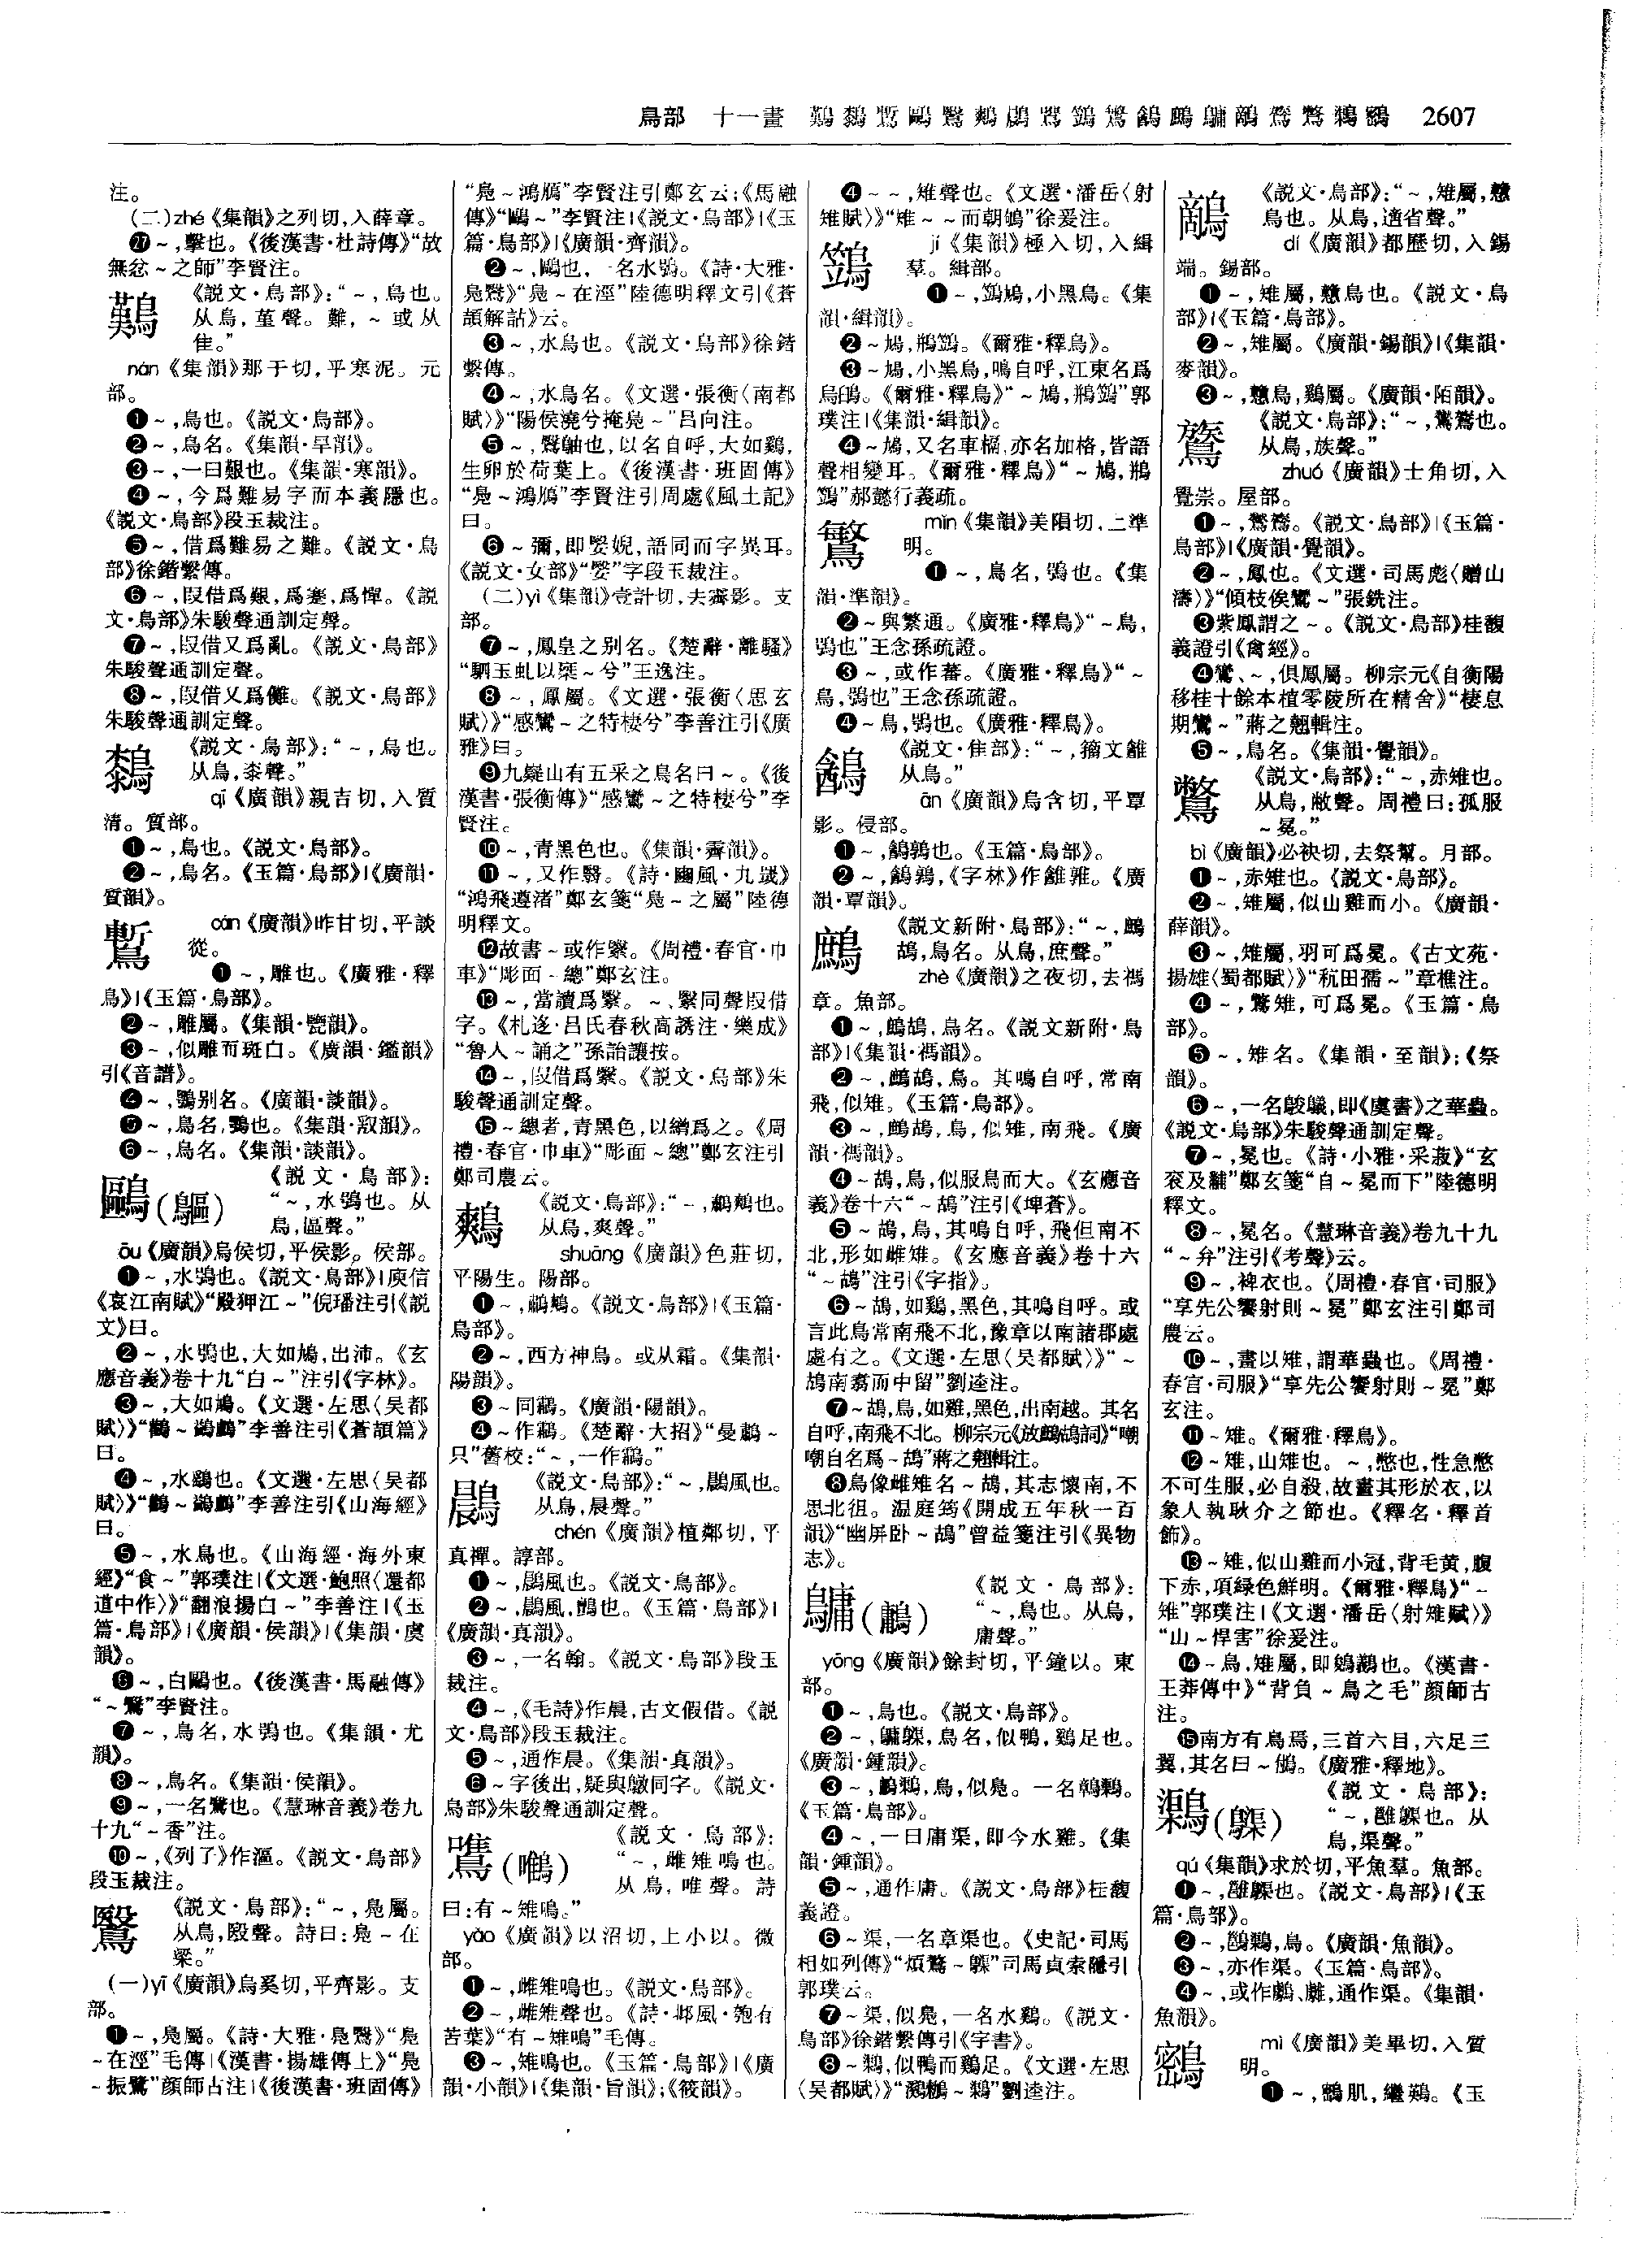 鳥部 十一畫 鷬鶔鷴鷗鷖鷞鷐鷕鷑鷩鵪鷓鷛鷸鷟鷩鸈鷸 2607
注。
(二)zhé《集韻》之列切,入薛章。
㉗~,擊也。《後漢書·杜詩傳》“故
無忿~之師”李賢注。
《説文·鳥部》:“~,鳥也。
从鳥,堇聲。難,~或从
隹。”
nán《集韻》那干切,平寒泥。元
部。
❶~,鳥也。《説文·鳥部》。
❷~,鳥名。《集韻·旱韻》。
❸~,一曰艱也。《集韻·寒韻》。
❹~,今爲難易字而本義隱也。
《説文·鳥部》段玉裁注。
❺~,借爲難易之難。《説文·鳥
部》徐鍇繫傳。
❻~,叚借爲艱,爲蹇,爲憚。《説
文·鳥部》朱駿聲通訓定聲。
❼~,叚借又爲亂。《説文·鳥部》
朱駿聲通訓定聲。
❽~,叚借又爲儺。《説文·鳥部》
朱駿聲通訓定聲。
《説文·鳥部》:“~,鳥也。
从鳥,桼聲。”
qī《廣韻》親吉切,入質
清。質部。
❶~,鳥也。《説文·鳥部》。
❷~,鳥名。《玉篇·鳥部》|《廣韻·
質韻》。
cán《廣韻》昨甘切,平談
從。
❶~,雕也。《廣雅·釋
鳥》|《玉篇·鳥部》。
❷~,雕屬。《集韻·㽉韻》。
❸~,似雕而斑白。《廣韻·鑑韻》
引《音譜》。
❹~,鷃别名。《廣韻·談韻》。
❺~,鳥名,鷃也。《集韻·㪉韻》。
❻~,鳥名。《集韻·談韻》。
鷗(䳼) 《説文·鳥部》:
“~,水鴞也。从
鳥,區聲。”
ōu《廣韻》烏侯切,平侯影。侯部。
❶~,水鴞也。《説文·鳥部》|庾信
《哀江南賦》“殿狎江~”倪璠注引《説
文》曰。
❷~,水鴞也,大如鳩,出沛。《玄
應音義》卷十九“白~”注引《字林》。
❸~,大如鳩。《文選·左思〈吴都
賦〉》“鸖~鷁鸕”李善注引《蒼頡篇》
曰。
❹~,水鷄也。《文選·左思〈吴都
賦〉》“鸖~鷁鸕”李善注引《山海經》
曰。
❺~,水鳥也。《山海經·海外東
經》“食~”郭璞注|《文選·鮑照〈還都
道中作〉》“翻浪揚白~”李善注|《玉
篇·鳥部》|《廣韻·侯韻》|《集韻·虞
韻》。
❻~,白鷗也。《後漢書·馬融傳》
“~鷖”李賢注。
❼~,鳥名,水鴞也。《集韻·尤
韻》。
❽~,鳥名。《集韻·侯韻》。
❾~,一名鷖也。《慧琳音義》卷九
十九“~香”注。
❿~,《列子》作漚。《説文·鳥部》
段玉裁注。
鷖 《説文·鳥部》:“~,鳧屬。
从鳥,殹聲。詩曰:鳧~在
梁。”
(一)yī《廣韻》烏奚切,平齊影。支
部。
❶~,鳧屬。《詩·大雅·鳧鷖》“鳧
~在涇”毛傳|《漢書·揚雄傳上》“鳧
~振鷺”顔師古注|《後漢書·班固傳》
“鳧~鴻鴈”李賢注引鄭玄云;《馬融
傳》“鷗~”李賢注|《説文·鳥部》|《玉
篇·鳥部》|《廣韻·齊韻》。
❷~,鷗也,一名水鴞。《詩·大雅·
鳧鷖》“鳧~在涇”陸德明釋文引《蒼
頡解詁》云。
❸~,水鳥也。《説文·鳥部》徐鍇
繫傳。
❹~,水鳥名。《文選·張衡〈南都
賦〉》“陽侯澆兮掩鳧~”吕向注。
❺~,鷖䳔也,以名自呼,大如鷄,
生卵於荷葉上。《後漢書·班固傳》
“鳧~鴻鴈”李賢注引周處《風土記》
曰。
❻~彌,即嫛婗,語同而字異耳。
《説文·女部》“嫛”字段玉裁注。
(二)yì《集韻》壹計切,去霽影。支
部。
❼~,鳳皇之别名。《楚辭·離騷》
“駟玉虬以椉~兮”王逸注。
❽~,鳳屬。《文選·張衡〈思玄
賦〉》“感鸞~之特棲兮”李善注引《廣
雅》曰。
❾九嶷山有五采之鳥名曰~。《後
漢書·張衡傳》“感鸞~之特棲兮”李
賢注。
❿~,青黑色也。《集韻·霽韻》。
⓫~,又作翳。《詩·豳風·九罭》
“鴻飛遵渚”鄭玄箋“鳧~之屬”陸德
明釋文。
⓬故書~或作繄。《周禮·春官·巾
車》“彫面~總”鄭玄注。
⓭~,當讀爲繄。~、繄同聲叚借
字。《札迻·吕氏春秋高誘注·樂成》
“魯人~誦之”孫詒讓按。
⓮~,叚借爲繄。《説文·鳥部》朱
駿聲通訓定聲。
⓯~總者,青黑色,以繒爲之。《周
禮·春官·巾車》“彫面~總”鄭玄注引
鄭司農云。
鷞 《説文·鳥部》:“~,鷫鷞也。
从鳥,爽聲。”
shuāng《廣韻》色莊切,
平陽生。陽部。
❶~,鷫鷞。《説文·鳥部》|《玉篇·
鳥部》。
❷~,西方神鳥。或从霜。《集韻·
陽韻》。
❸~同鸘。《廣韻·陽韻》。
❹~作鸘。《楚辭·大招》“曼鷫~
只”舊校:“~,一作鸘。”
《説文·鳥部》:“~,鷐風也。
从鳥,晨聲。”
chén《廣韻》植鄰切,平
真禪。諄部。
❶~,鷐風也。《説文·鳥部》。
❷~,鷐風,鸇也。《玉篇·鳥部》|
《廣韻·真韻》。
❸~,一名翰。《説文·鳥部》段玉
裁注。
❹~,《毛詩》作晨,古文假借。《説
文·鳥部》段玉裁注。
❺~,通作晨。《集韻·真韻》。
❻~字後出,疑與鷻同字。《説文·
鳥部》朱駿聲通訓定聲。
鷕(嚪) 《説文·鳥部》:
“~,雌雉鳴也。
从鳥,唯聲。詩
曰:有~雉鳴。”
yǎo《廣韻》以沼切,上小以。微
部。
❶~,雌雉鳴也。《説文·鳥部》。
❷~,雌雉聲也。《詩·邶風·匏有
苦葉》“有~雉鳴”毛傳。
❸~,雉鳴也。《玉篇·鳥部》|《廣
韻·小韻》|《集韻·旨韻》;《筱韻》。
❹~~,雉聲也。《文選·潘岳〈射
雉賦〉》“雉~~而朝鴝”徐爰注。
jí《集韻》極入切,入緝
羣。緝部。
❶~,鷑鳩,小黑鳥。《集
韻·緝韻》。
❷~鳩,鵧鷑。《爾雅·釋鳥》。
❸~鳩,小黑鳥,鳴自呼,江東名爲
烏鴭。《爾雅·釋鳥》“~鳩,鵧鷑”郭
璞注|《集韻·緝韻》。
❹~鳩,又名車搹,亦名加格,皆語
聲相變耳。《爾雅·釋鳥》“~鳩,鵧
鷑”郝懿行義疏。
mǐn《集韻》美隕切,上準
明。
❶~,鳥名,鴞也。《集
韻·準韻》。
❷~與繁通。《廣雅·釋鳥》“~鳥,
鴞也”王念孫疏證。
❸~,或作蕃。《廣雅·釋鳥》“~
鳥,鴞也”王念孫疏證。
❹~鳥,鴞也。《廣雅·釋鳥》。
《説文·隹部》:“~,籀文雂
从鳥。”
ān《廣韻》烏含切,平覃
影。侵部。
❶~,鶕鶉也。《玉篇·鳥部》。
❷~,鶕鶉,《字林》作雂雜。《廣
韻·覃韻》。
鷓 《説文新附·鳥部》:“~,鷓
鴣,鳥名。从鳥,庶聲。”
zhè《廣韻》之夜切,去禡
章。魚部。
❶~,鷓鴣,鳥名。《説文新附·鳥
部》|《集韻·禡韻》。
❷~,鷓鴣,鳥。其鳴自呼,常南
飛,似雉。《玉篇·鳥部》。
❸~,鷓鴣,鳥,似雉,南飛。《廣
韻·禡韻》。
❹~鴣,鳥,似服鳥而大。《玄應音
義》卷十六“~鴣”注引《埤蒼》。
❺~鴣,鳥,其鳴自呼,飛但南不
北,形如雌雉。《玄應音義》卷十六
“~鴣”注引《字指》。
❻~鴣,如鷄,黑色,其鳴自呼。或
言此鳥常南飛不北,豫章以南諸郡處
處有之。《文選·左思〈吴都賦〉》“~
鴣南翥而中留”劉逵注。
❼~鴣,鳥,如雞,黑色,出南越。其名
自呼,南飛不北。柳宗元《放鷓鴣詞》“嘲
嘲自名爲~鴣”蔣之翹輯注。
❽鳥像雌雉名~鴣,其志懷南,不
思北徂。温庭筠《開成五年秋一百
韻》“幽屏卧~鴣”曾益箋注引《異物
志》。
鷛(鷛) 《説文·鳥部》:
“~,鳥也。从鳥,
庸聲。”
yōng《廣韻》餘封切,平鐘以。東
部。
❶~,鳥也。《説文·鳥部》。
❷~,鷛鸔,鳥名,似鴨,鷄足也。
《廣韻·鍾韻》。
❸~,鷛鶏,鳥,似鳧。一名鶏鶏。
《玉篇·鳥部》。
❹~,一曰庸渠,即今水雞。《集
韻·鍾韻》。
❺~,通作庸。《説文·鳥部》桂馥
義證。
❻~渠,一名章渠也。《史記·司馬
相如列傳》“煩鶩~䴌”司馬貞索隱引
郭璞云。
❼~渠,似鳧,一名水鷄。《説文·
鳥部》徐鍇繫傳引《字書》。
❽~鶏,似鴨而鷄足。《文選·左思
〈吴都賦〉》“鸂鶒~鶏”劉逵注。
《説文·鳥部》:“~,雉屬,戇
鳥也。从鳥,適省聲。”
dí《廣韻》都歷切,入錫
端。錫部。
❶~,雉屬,戇鳥也。《説文·鳥
部》|《玉篇·鳥部》。
❷~,雉屬。《廣韻·錫韻》|《集韻·
麥韻》。
❸~,戇鳥,鷄屬。《廣韻·陌韻》。
鷟 《説文·鳥部》:“~,鸑鷟也。
从鳥,族聲。”
zhuó《廣韻》士角切,入
覺崇。屋部。
❶~,鸑鷟。《説文·鳥部》|《玉篇·
鳥部》|《廣韻·覺韻》。
❷~,鳳也。《文選·司馬彪〈贈山
濤〉》“傾枝俟鸞~”張銑注。
❸紫鳳謂之~。《説文·鳥部》桂馥
義證引《禽經》。
❹鸞、~,俱鳳屬。柳宗元《自衡陽
移桂十餘本植零陵所在精舍》“棲息
期鸞~”蔣之翹輯注。
❺~,鳥名。《集韻·覺韻》。
鷩 《説文·鳥部》:“~,赤雉也。
从鳥,敝聲。周禮曰:孤服
~冕。”
bì《廣韻》必袂切,去祭幫。月部。
❶~,赤雉也。《説文·鳥部》。
❷~,雉屬,似山雞而小。《廣韻·
薛韻》。
❸~,雉屬,羽可爲冕。《古文苑·
揚雄〈蜀都賦〉》“秔田孺~”章樵注。
❹~,鷩雉,可爲冕。《玉篇·鳥
部》。
❺~,雉名。《集韻·至韻》;《祭
韻》。
❻~,一名鵔鸃,即《虞書》之華蟲。
《説文·鳥部》朱駿聲通訓定聲。
❼~,冕也。《詩·小雅·采菽》“玄
衮及黼”鄭玄箋“自~冕而下”陸德明
釋文。
❽~,冕名。《慧琳音義》卷九十九
“~弁”注引《考聲》云。
❾~,裨衣也。《周禮·春官·司服》
“享先公饗射則~冕”鄭玄注引鄭司
農云。
❿~,畫以雉,謂華蟲也。《周禮·
春官·司服》“享先公饗射則~冕”鄭
玄注。
⓫~雉。《爾雅·釋鳥》。
⓬~雉,山雉也。~,憋也,性急憋
不可生服,必自殺,故畫其形於衣,以
象人執耿介之節也。《釋名·釋首
飾》。
⓭~雉,似山雞而小冠,背毛黄,腹
下赤,項緑色鮮明。《爾雅·釋鳥》“~
雉”郭璞注|《文選·潘岳〈射雉賦〉》
“山~悍害”徐爰注。
⓮~鳥,雉屬,即鵕鸃也。《漢書·
王莽傳中》“背負~鳥之毛”顔師古
注。
⓯南方有鳥焉,三首六目,六足三
翼,其名曰~鵂。《廣雅·釋地》。
《説文·鳥部》:
“~,雝䴌也。从
鳥,渠聲。”
qú《集韻》求於切,平魚羣。魚部。
❶~,雝䴌也。《説文·鳥部》|《玉
篇·鳥部》。
❷~,鶏鶏,鳥。《廣韻·魚韻》。
❸~,亦作渠。《玉篇·鳥部》。
❹~,或作鸕、雝,通作渠。《集韻·
魚韻》。
mì《廣韻》美畢切,入質
明。
❶~,鷎肌,繼鶏。《玉